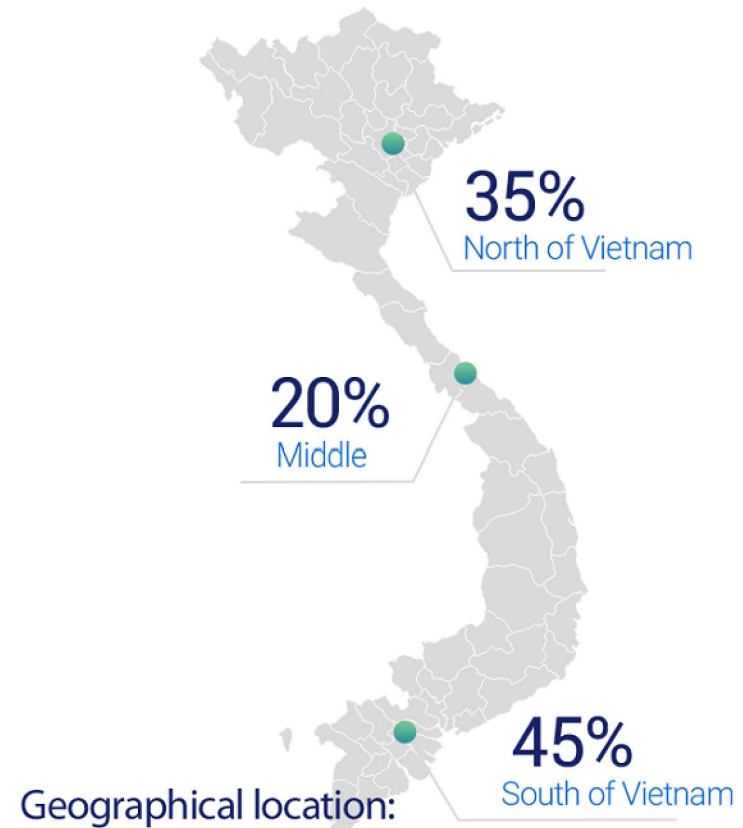 35%
North of Vietnam
20%
Middle
45%
South of Vietnam
Geographical location: